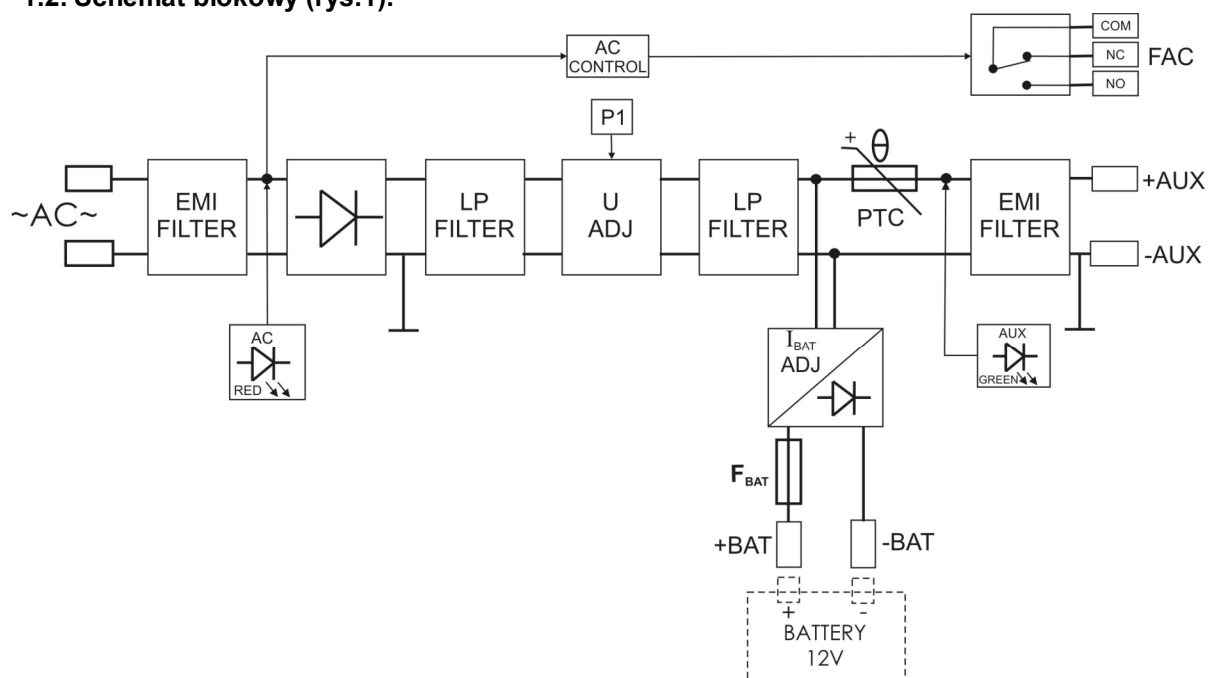 1.2. Schemat blokowy (rys.1).
COM
AC
CONTROL
NC
FAC
NO
P1
+ θ
~AC~
EMI
FILTER
LP
FILTER
U
ADJ
LP
FILTER
PTC
EMI
FILTER
+AUX
-AUX
AC
RED
I BAT
ADJ
AUX
GREEN
F BAT
+BAT
-BAT
+ -
BATTERY
12V